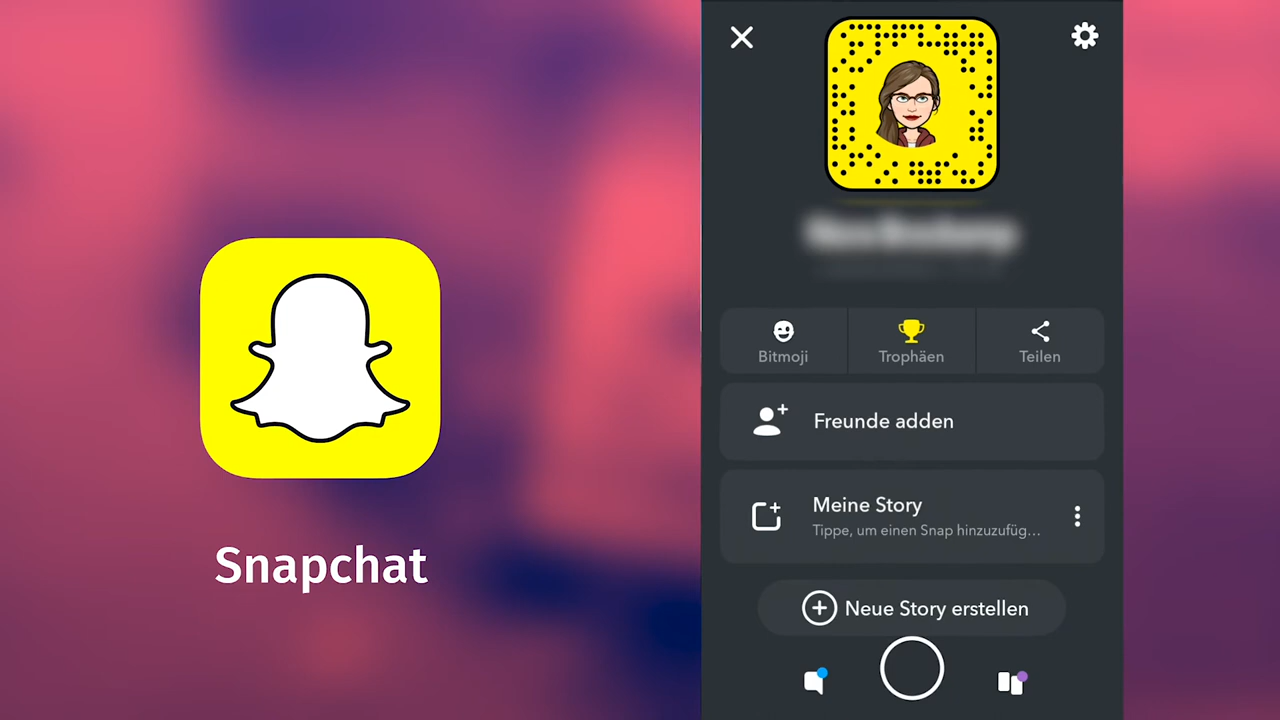 Snapchat
Bitmoji
Trophäen
Teilen
Freunde adden
Meine Story
Tippe, um einen Snap hinzuzufüg...
Neue Story erstellen